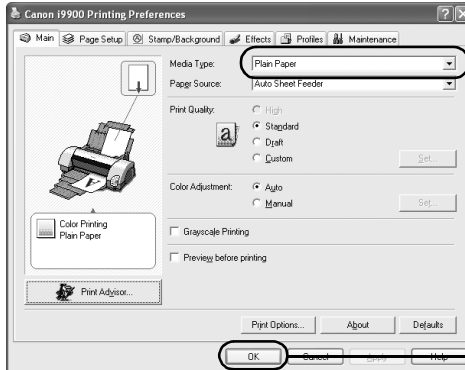 Canon i9900 Printing Preferences
Main Page Setup Stamp/Background Effects Profiles Maintenance
Media Type: Plain Paper
Paper Source: Auto Sheet Feeder
Print Quality: High
Standard
Draft
Custom Set...
Color Adjustment: Auto
Manual Set...
Color Printing
Plain Paper
Grayscale Printing
Preview before printing
Print Advisor...
Print Options... About Defaults
OK Cancel Apply Help